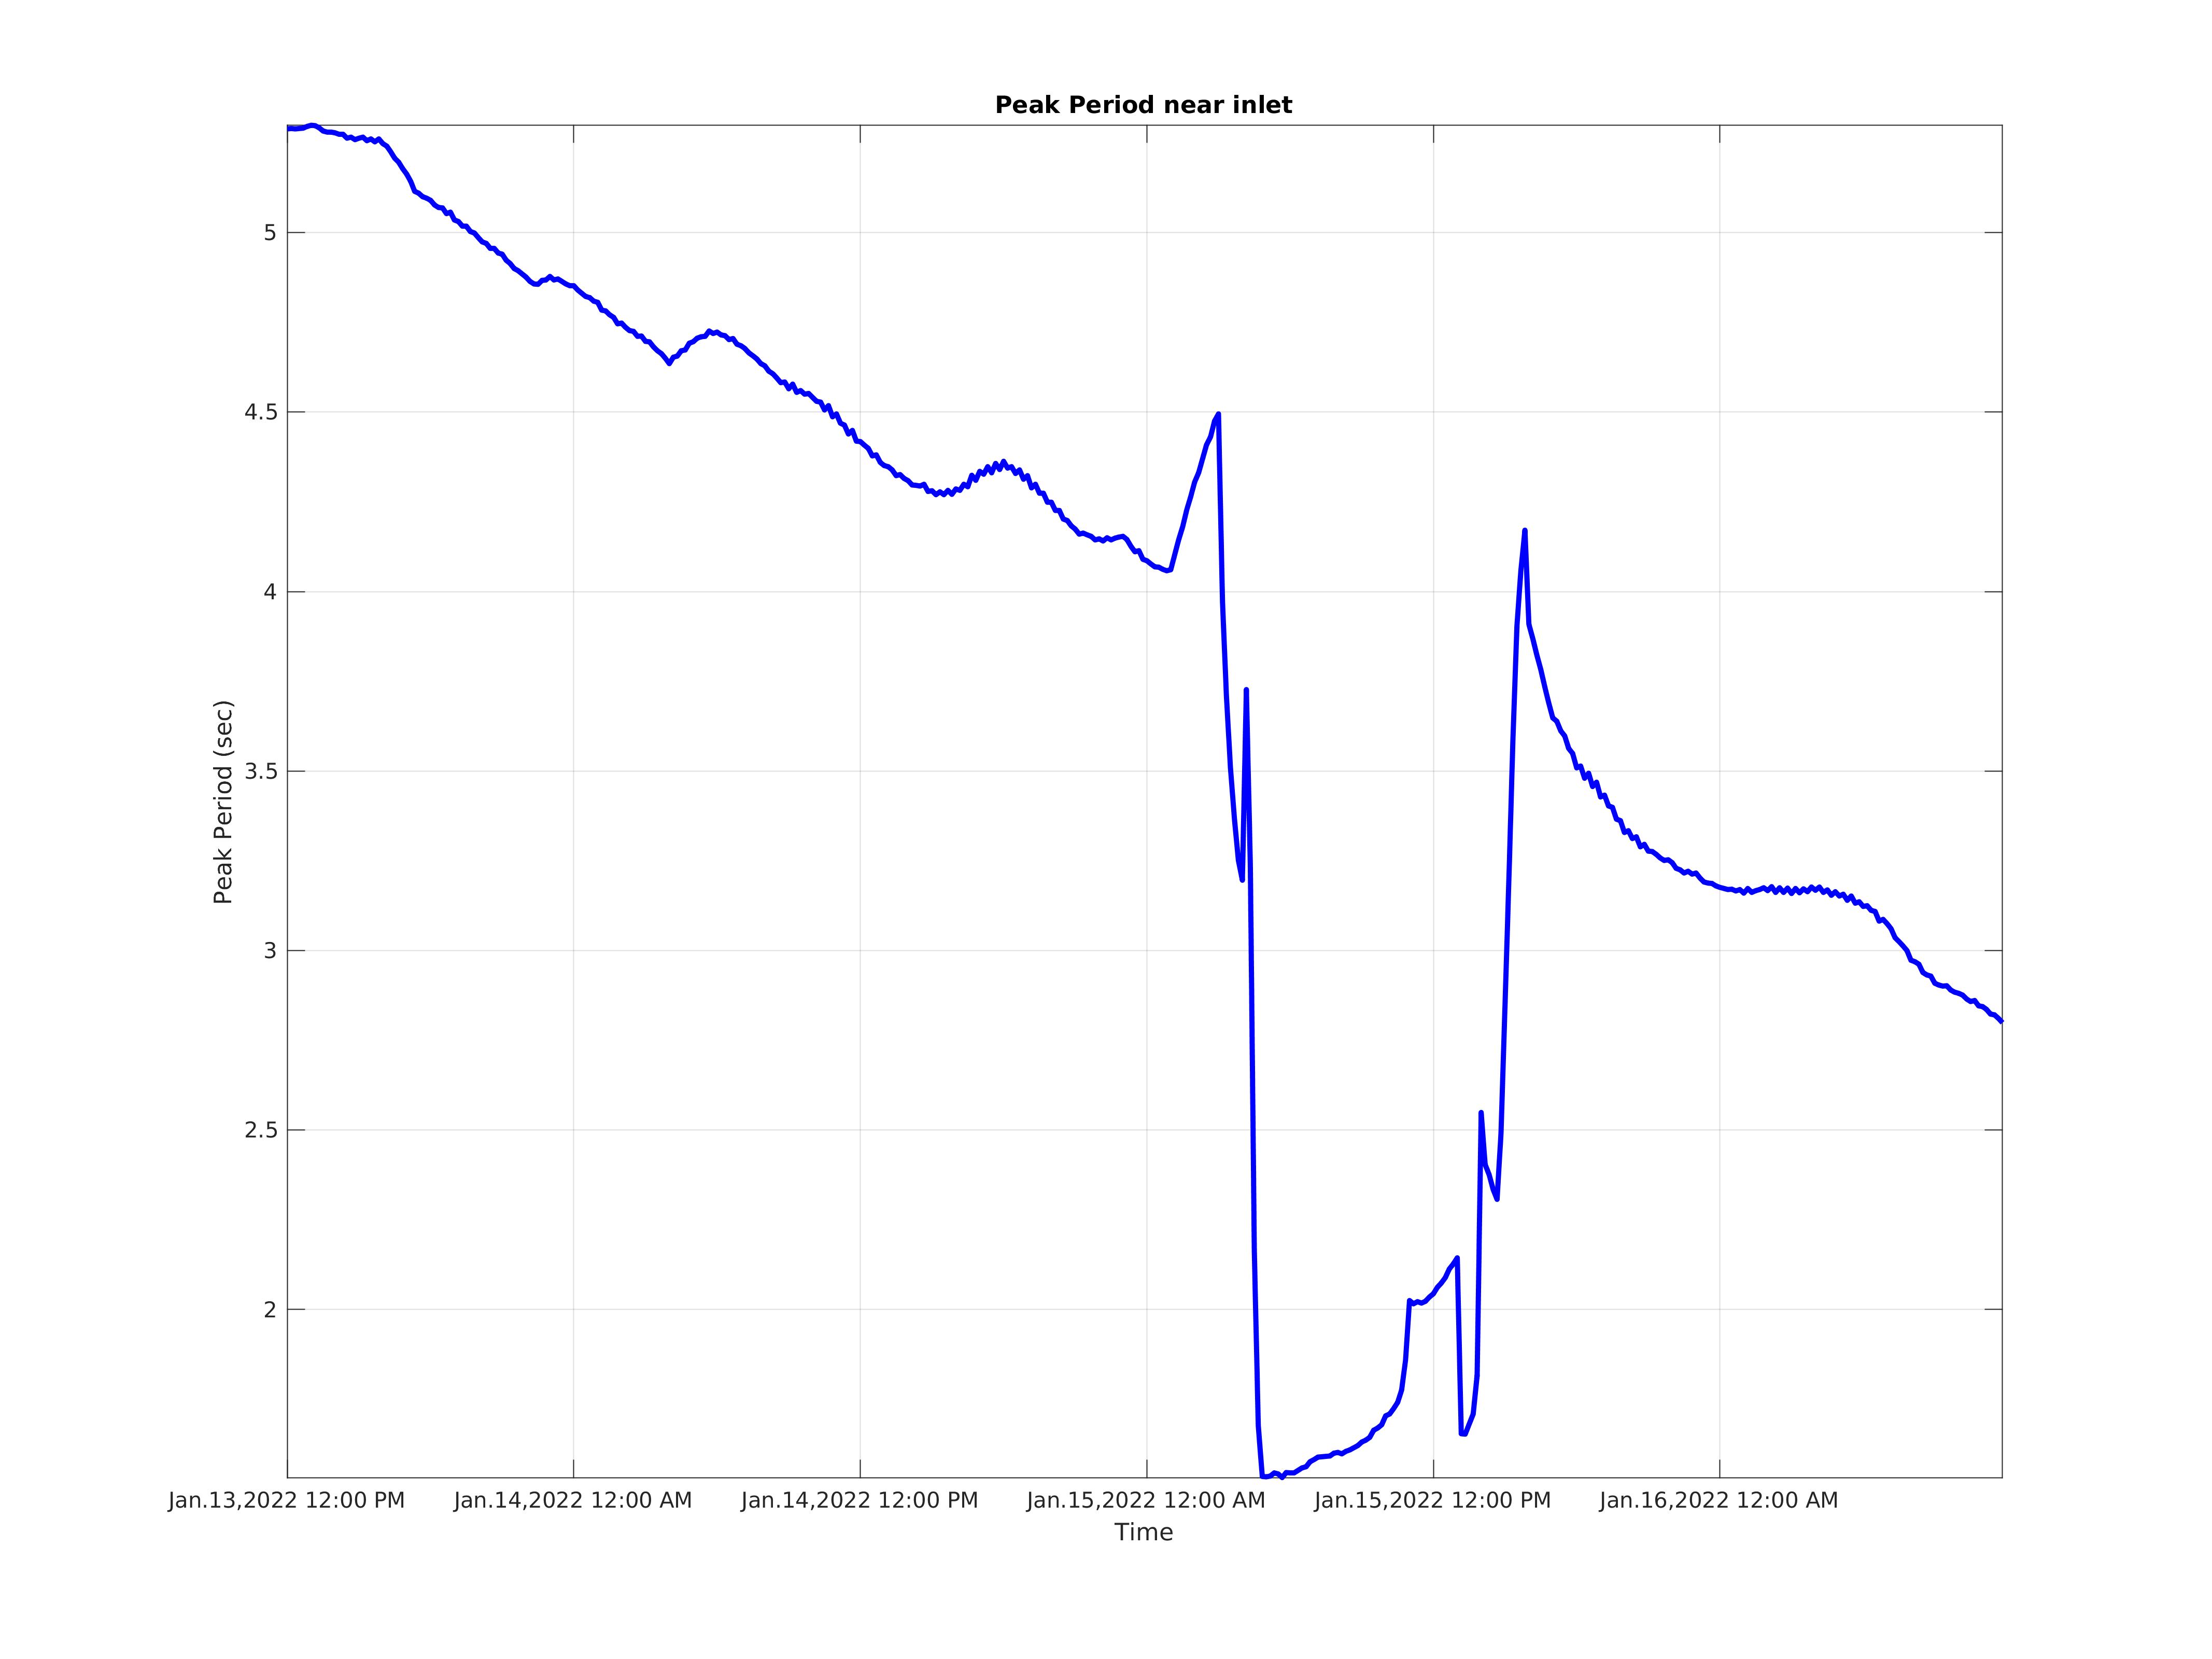 Peak Period near inlet
5
4.5
4
3.5
3
2.5
2
Peak Period (sec)
Jan.13,2022 12:00 PM
Jan.14,2022 12:00 AM
Jan.14,2022 12:00 PM
Jan.15,2022 12:00 AM
Jan.15,2022 12:00 PM
Jan.16,2022 12:00 AM
Time